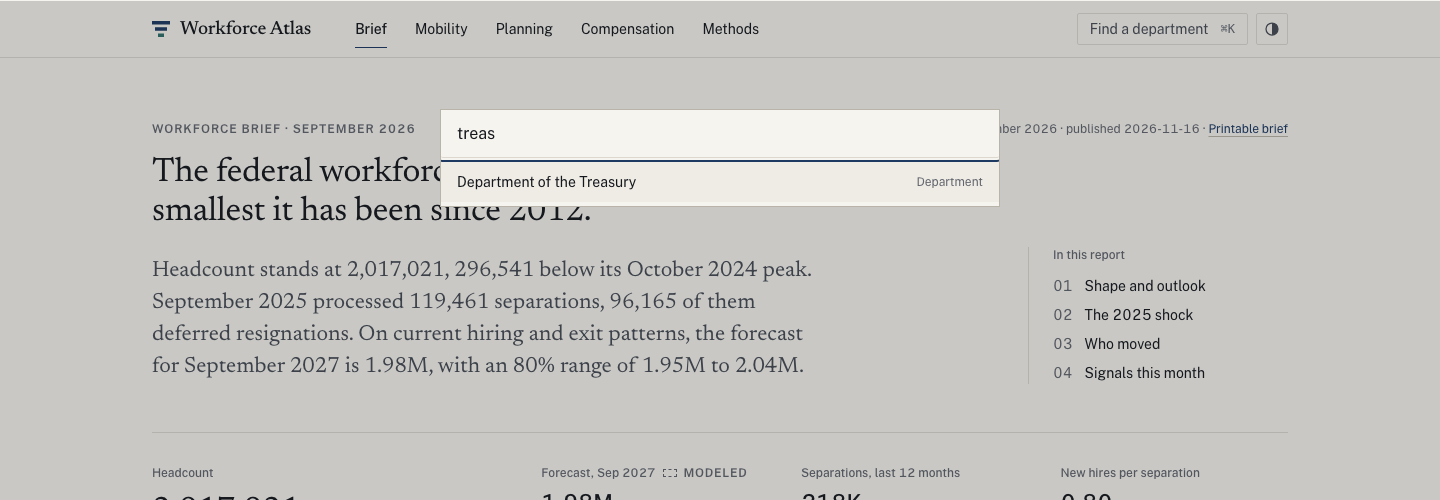 Workforce Atlas
Brief
Mobility
Planning
Compensation
Methods
Find a department ⌘K
WORKFORCE BRIEF · SEPTEMBER 2026
2026 · published 2026-11-16 · Printable brief
treas
Department of the Treasury
Department
The federal
smallest it has been since 2012.
Headcount stands at 2,017,021, 296,541 below its October 2024 peak.
September 2025 processed 119,461 separations, 96,165 of them
deferred resignations. On current hiring and exit patterns, the forecast
for September 2027 is 1.98M, with an 80% range of 1.95M to 2.04M.
In this report
01 Shape and outlook
02 The 2025 shock
03 Who moved
04 Signals this month
Headcount
Forecast, Sep 2027 MODELED
Separations, last 12 months
New hires per separation